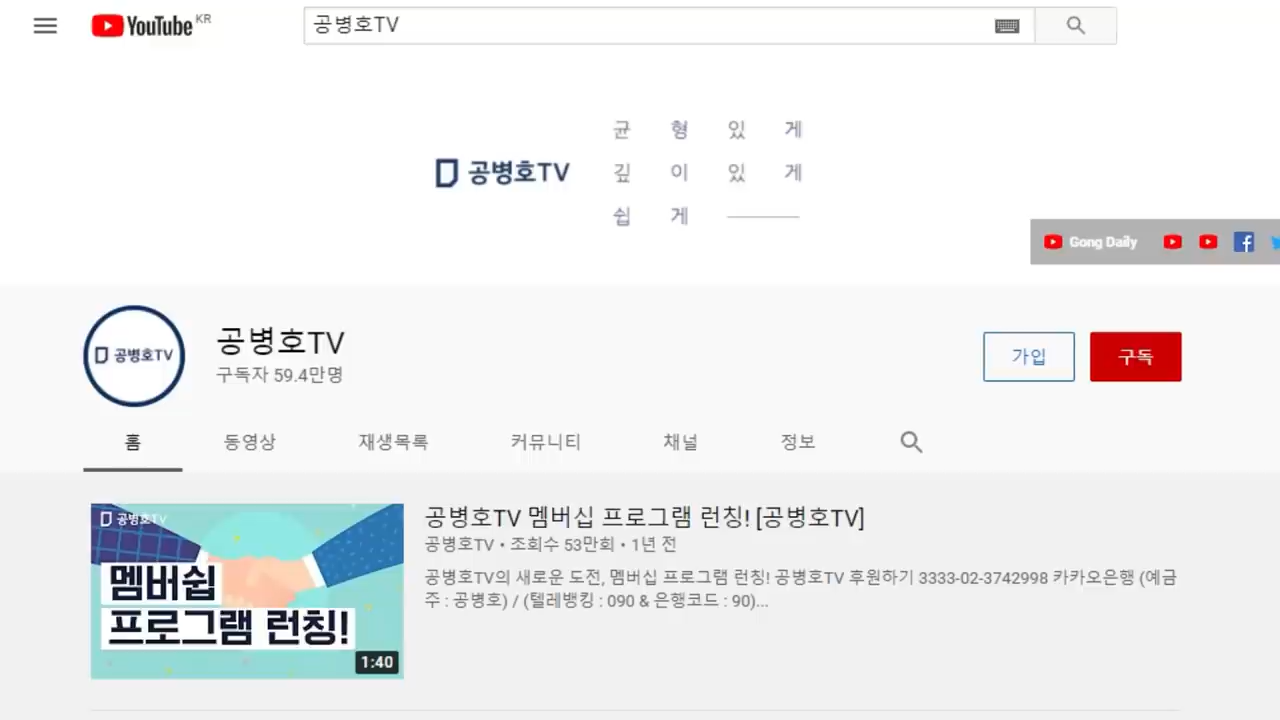 YouTube KR
공병호TV
균 형 있 게
공병호TV
깊 이 있 게
쉽 게
Gong Daily
공병호TV
공병호TV
구독자 59.4만명
가입
구독
홈
동영상
재생목록
커뮤니티
채널
정보
공병호TV
멤버쉽
프로그램 런칭!
1:40
공병호TV 멤버십 프로그램 런칭! [공병호TV]
공병호TV • 조회수 53만회 • 1년 전
공병호TV의 새로운 도전, 멤버십 프로그램 런칭! 공병호TV 후원하기 3333-02-3742998 카카오은행 (예금
주 : 공병호) / (텔레뱅킹 : 090 & 은행코드 : 90)...